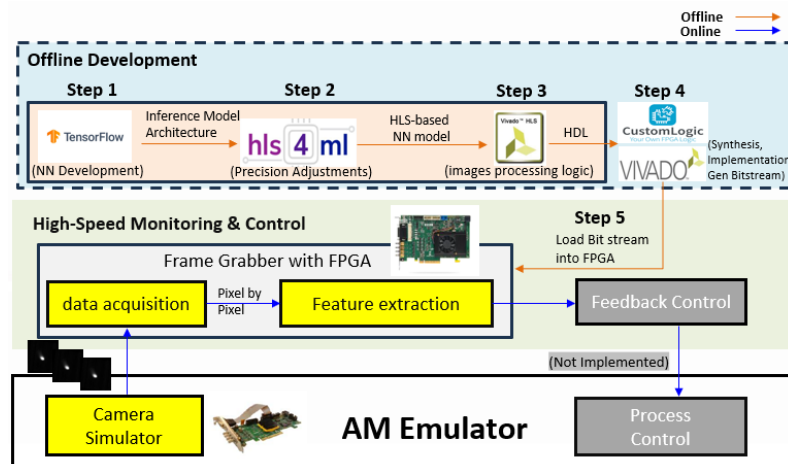 Offline
Online
Offline Development
Step 1
Step 2
Step 3
Step 4
TensorFlow
(NN Development)
Inference Model
Architecture
hls 4 ml
(Precision Adjustments)
HLS-based
NN model
Vivado™ HLS
(images processing logic)
HDL
CustomLogic
Your Own FPGA Logic
VIVADO
(Synthesis,
Implementation
Gen Bitstream)
High-Speed Monitoring & Control
Step 5
Load Bit stream
into FPGA
Frame Grabber with FPGA
data acquisition
Pixel by
Pixel
Feature extraction
Feedback Control
(Not Implemented)
Camera
Simulator
AM Emulator
Process
Control